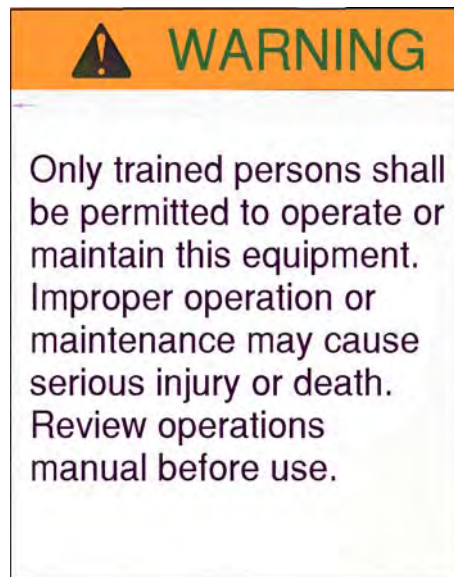 WARNING
Only trained persons shall
be permitted to operate or
maintain this equipment.
Improper operation or
maintenance may cause
serious injury or death.
Review operations
manual before use.